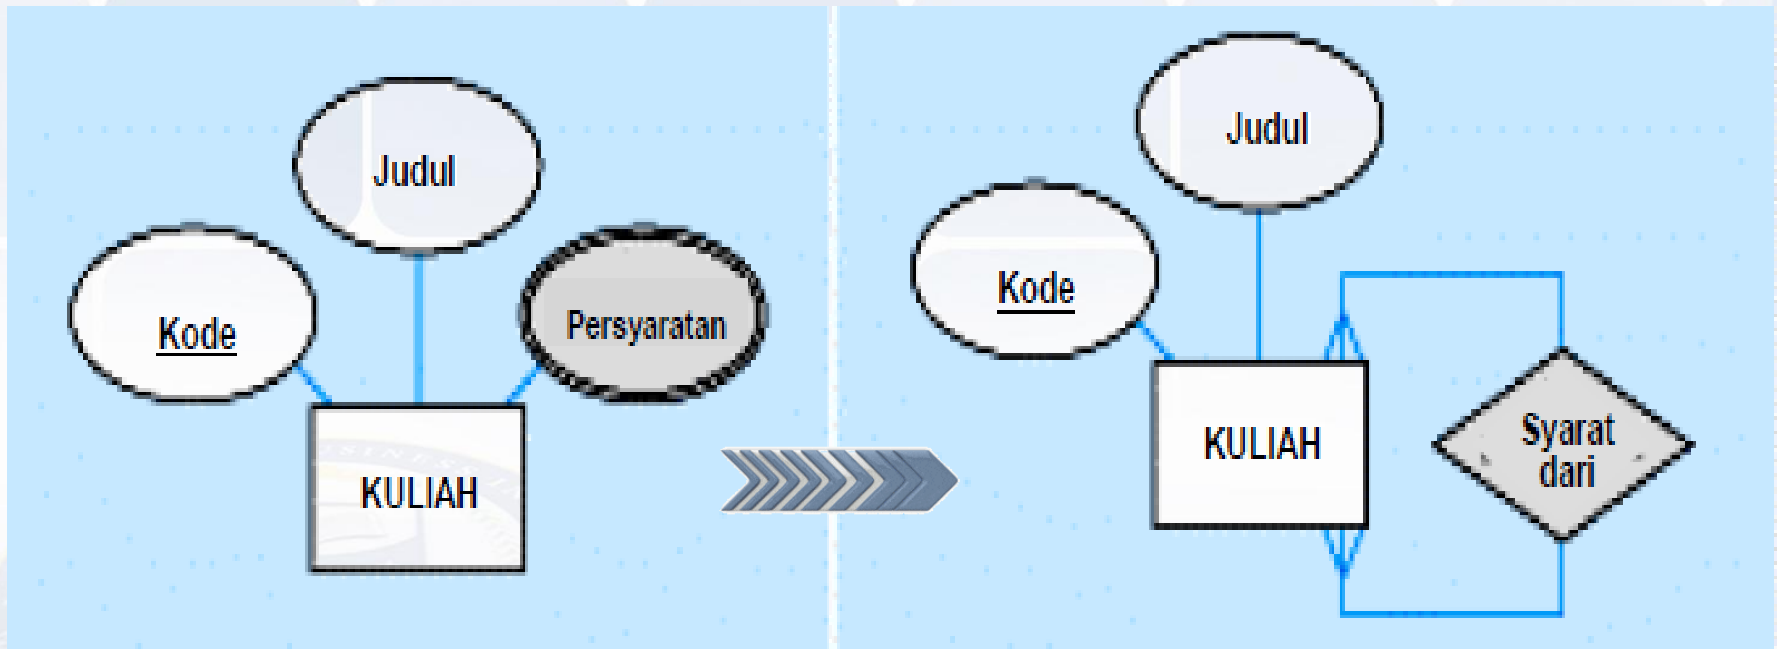 Judul
Kode
Persyaratan
KULIAH
Judul
Kode
KULIAH
Syarat
dari